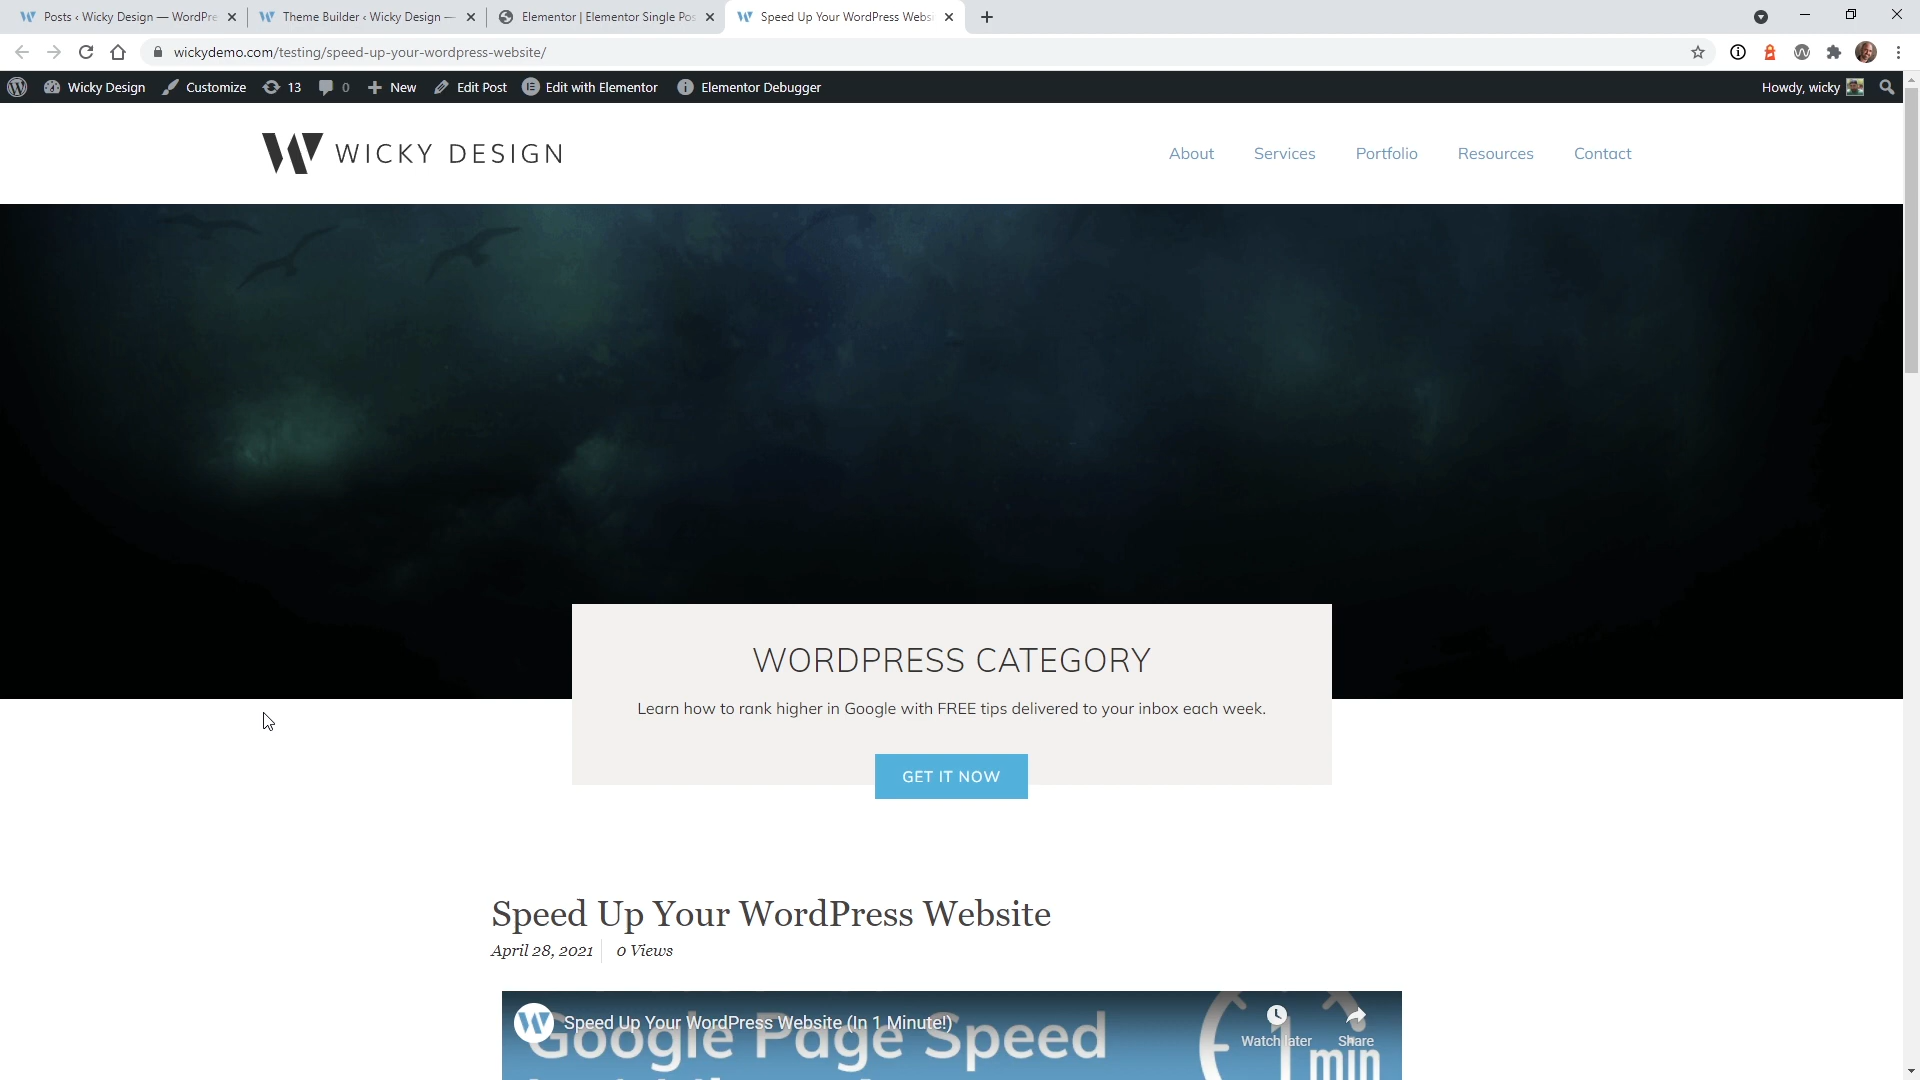 Posts ‹ Wicky Design — WordPre
Theme Builder ‹ Wicky Design —
Elementor | Elementor Single Pos
Speed Up Your WordPress Websi
wickydemo.com/testing/speed-up-your-wordpress-website/
Wicky Design
Customize
13
0
New
Edit Post
Edit with Elementor
Elementor Debugger
Howdy, wicky
WICKY DESIGN
About
Services
Portfolio
Resources
Contact
WORDPRESS CATEGORY
Learn how to rank higher in Google with FREE tips delivered to your inbox each week.
GET IT NOW
Speed Up Your WordPress Website
April 28, 2021
0 Views
Speed Up Your WordPress Website (In 1 Minute!)
Google Page Speed
Watch later
Share
1
min